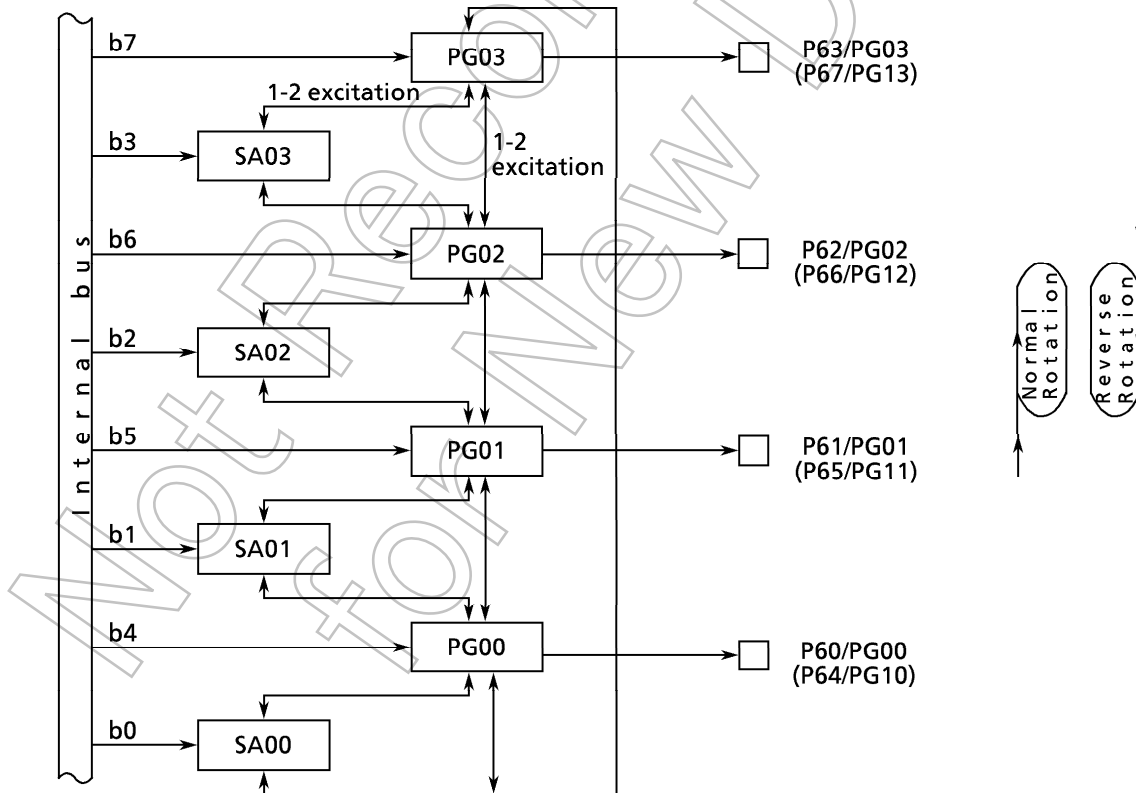 b7
PG03
P63/PG03
(P67/PG13)
1-2 excitation
b3
SA03
1-2
excitation
b6
PG02
P62/PG02
(P66/PG12)
b2
SA02
Internal bus
Normal
Rotation
Reverse
Rotation
b5
PG01
P61/PG01
(P65/PG11)
b1
SA01
b4
PG00
P60/PG00
(P64/PG10)
b0
SA00
Not Recom
for New D